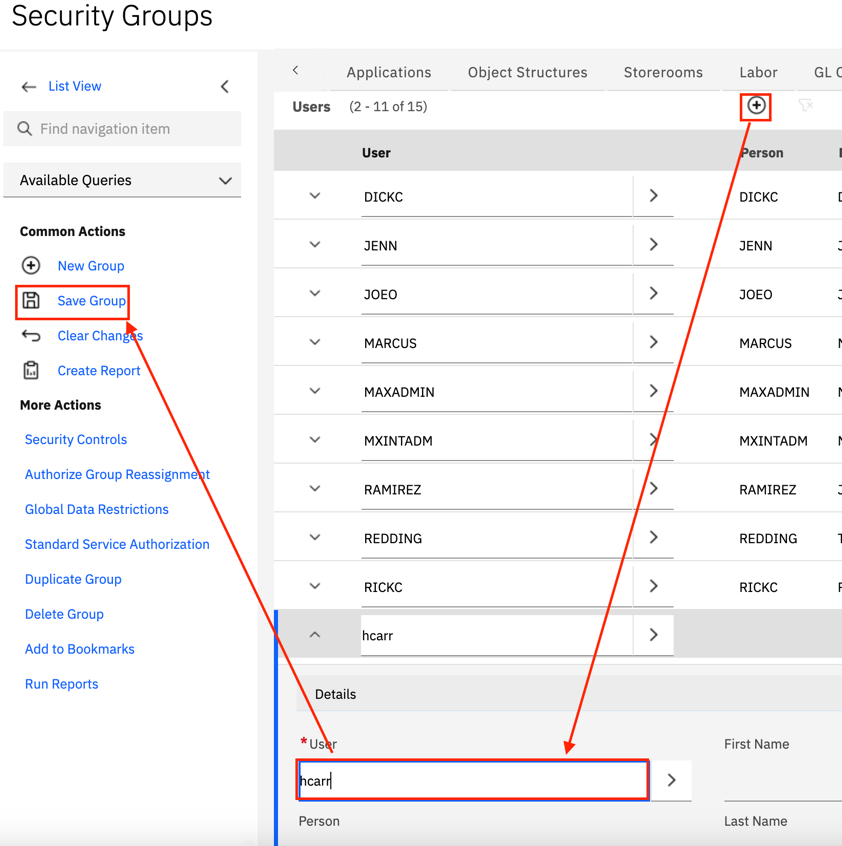 Security Groups
List View
Find navigation item
Available Queries
Common Actions
New Group
Save Group
Clear Changes
Create Report
More Actions
Security Controls
Authorize Group Reassignment
Global Data Restrictions
Standard Service Authorization
Duplicate Group
Delete Group
Add to Bookmarks
Run Reports
Applications Object Structures Storerooms Labor GL
Users (2 - 11 of 15)
User Person
DICKC DICKC
JENN JENN
JOEO JOEO
MARCUS MARCUS
MAXADMIN MAXADMIN
MXINTADM MXINTADM
RAMIREZ RAMIREZ
REDDING REDDING
RICKC RICKC
hcarr
Details
* User First Name
hcarr
Person Last Name